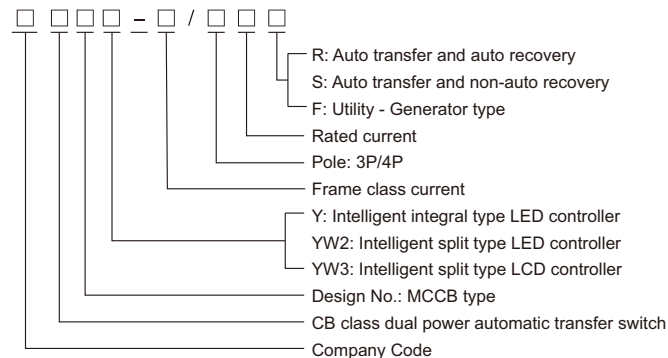 □ □ □ □ – □ / □ □ □
R: Auto transfer and auto recovery
S: Auto transfer and non-auto recovery
F: Utility - Generator type
Rated current
Pole: 3P/4P
Frame class current
Y: Intelligent integral type LED controller
YW2: Intelligent split type LED controller
YW3: Intelligent split type LCD controller
Design No.: MCCB type
CB class dual power automatic transfer switch
Company Code